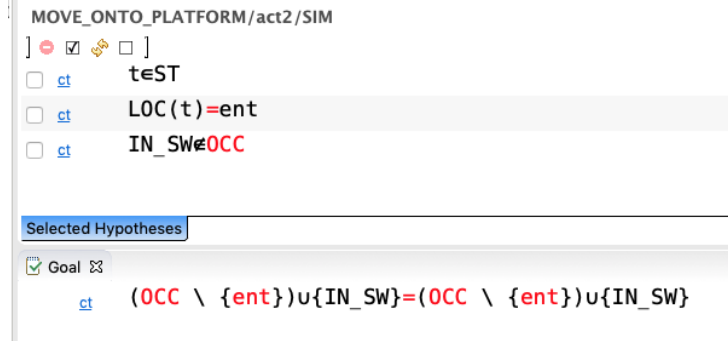 MOVE_ONTO_PLATFORM/act2/SIM
]
]
ct t∈ST
ct LOC(t)=ent
ct IN_SW∉OCC
Selected Hypotheses
Goal
ct (OCC \ {ent})∪{IN_SW}=(OCC \ {ent})∪{IN_SW}